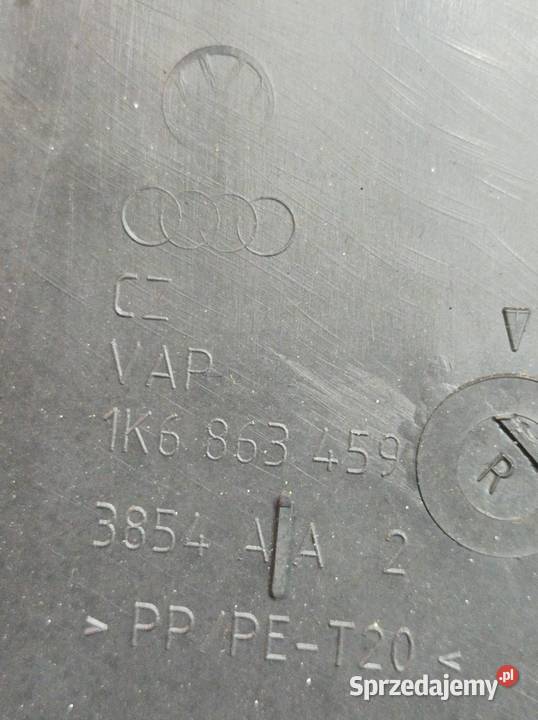 CZ
VAP
1K6 863 459
R
3854 A A 2
> PP/PE-T20 <
Sprzedajemy.pl